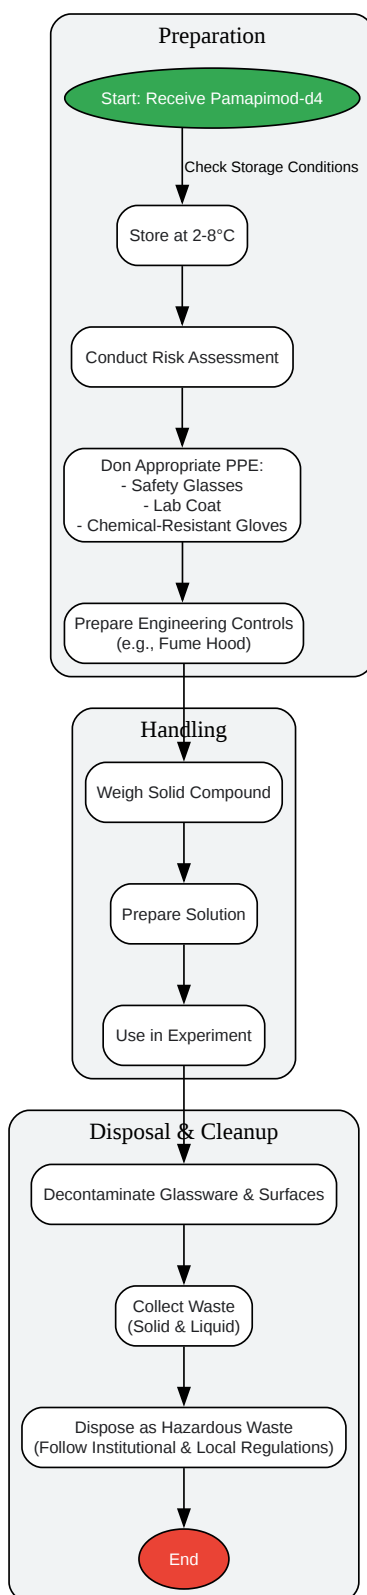 Preparation
Start: Receive Pamapimod-d4
Check Storage Conditions
Store at 2-8°C
Conduct Risk Assessment
Don Appropriate PPE:
- Safety Glasses
- Lab Coat
- Chemical-Resistant Gloves
Prepare Engineering Controls
(e.g., Fume Hood)
Handling
Weigh Solid Compound
Prepare Solution
Use in Experiment
Disposal & Cleanup
Decontaminate Glassware & Surfaces
Collect Waste
(Solid & Liquid)
Dispose as Hazardous Waste
(Follow Institutional & Local Regulations)
End